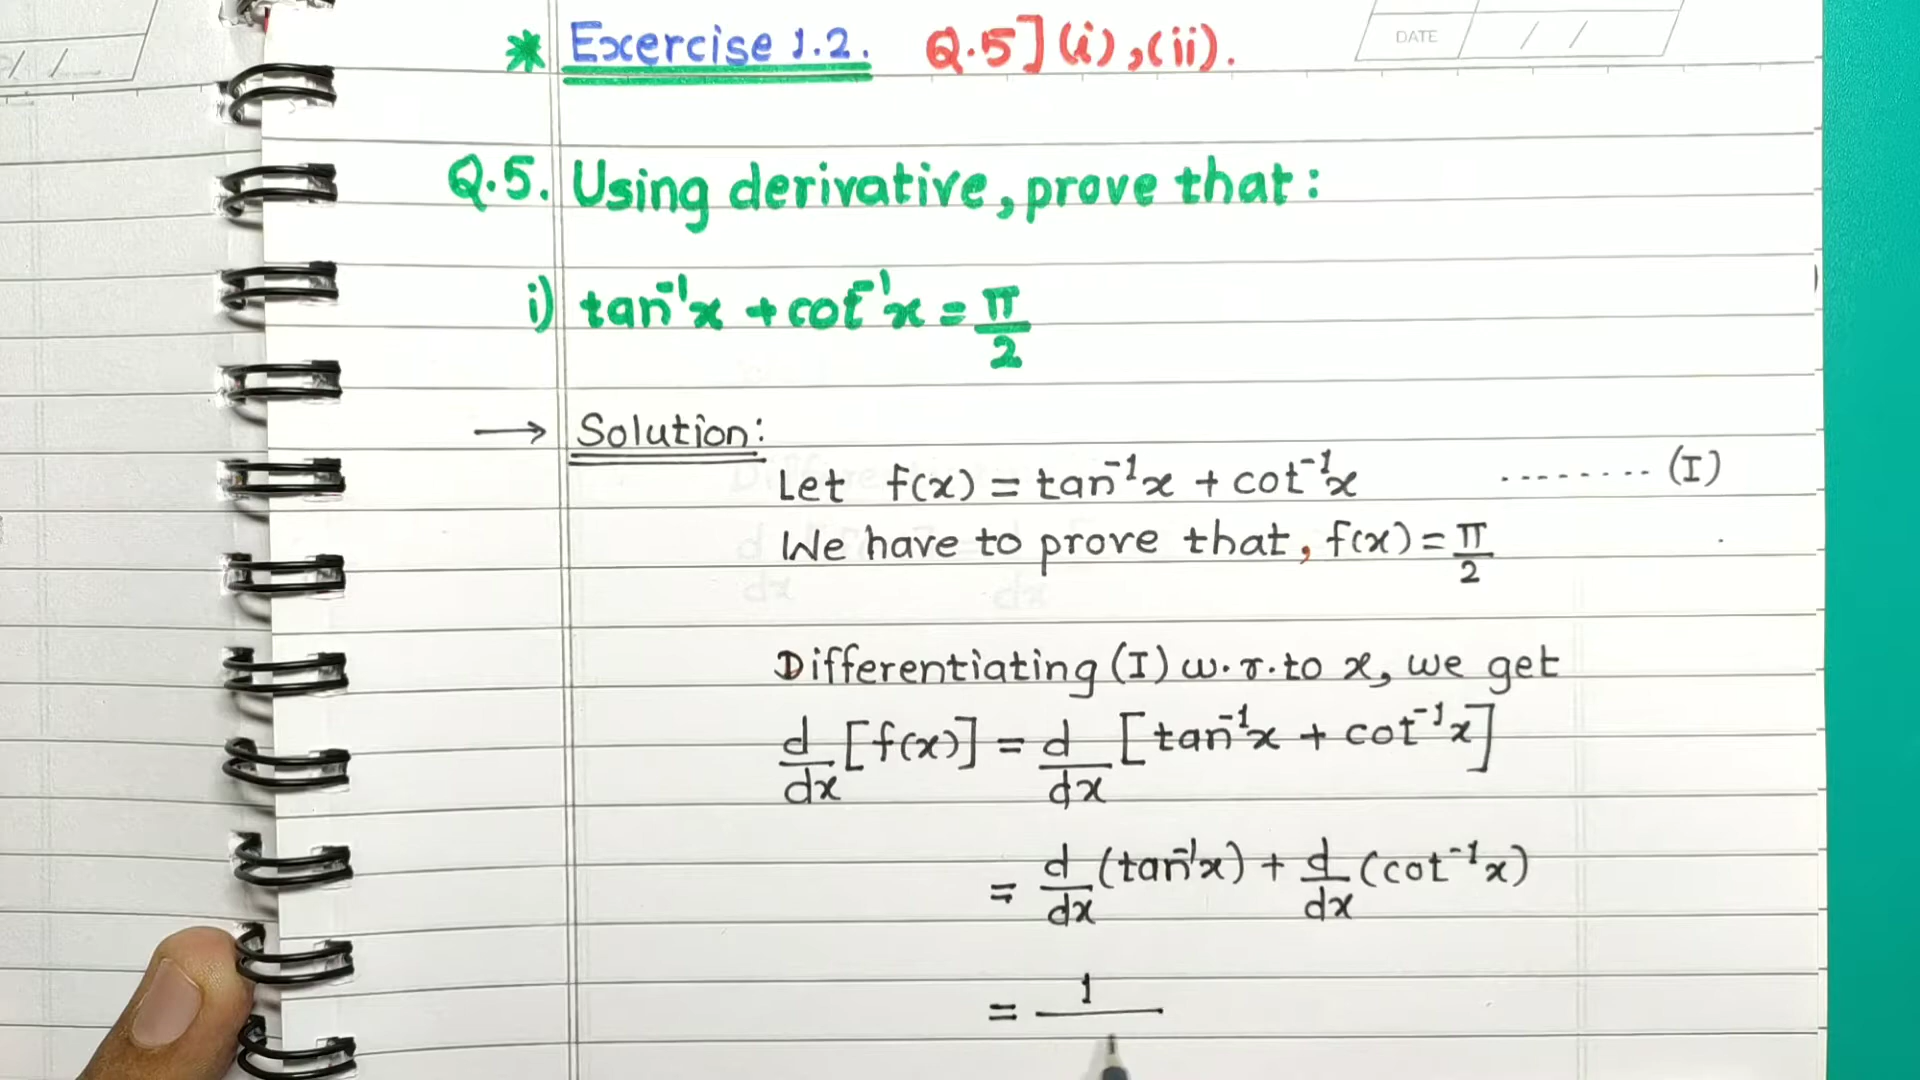 * Exercise 1.2. Q.5] (i), (ii).
DATE / /
/ /
Q.5. Using derivative, prove that:
i) tan⁻¹x + cot⁻¹x = π/2
→ Solution:
Let f(x) = tan⁻¹x + cot⁻¹x ........ (I)
We have to prove that, f(x) = π/2
Differentiating (I) w.r.to x, we get
d/dx [f(x)] = d/dx [tan⁻¹x + cot⁻¹x]
= d/dx (tan⁻¹x) + d/dx (cot⁻¹x)
= 1/